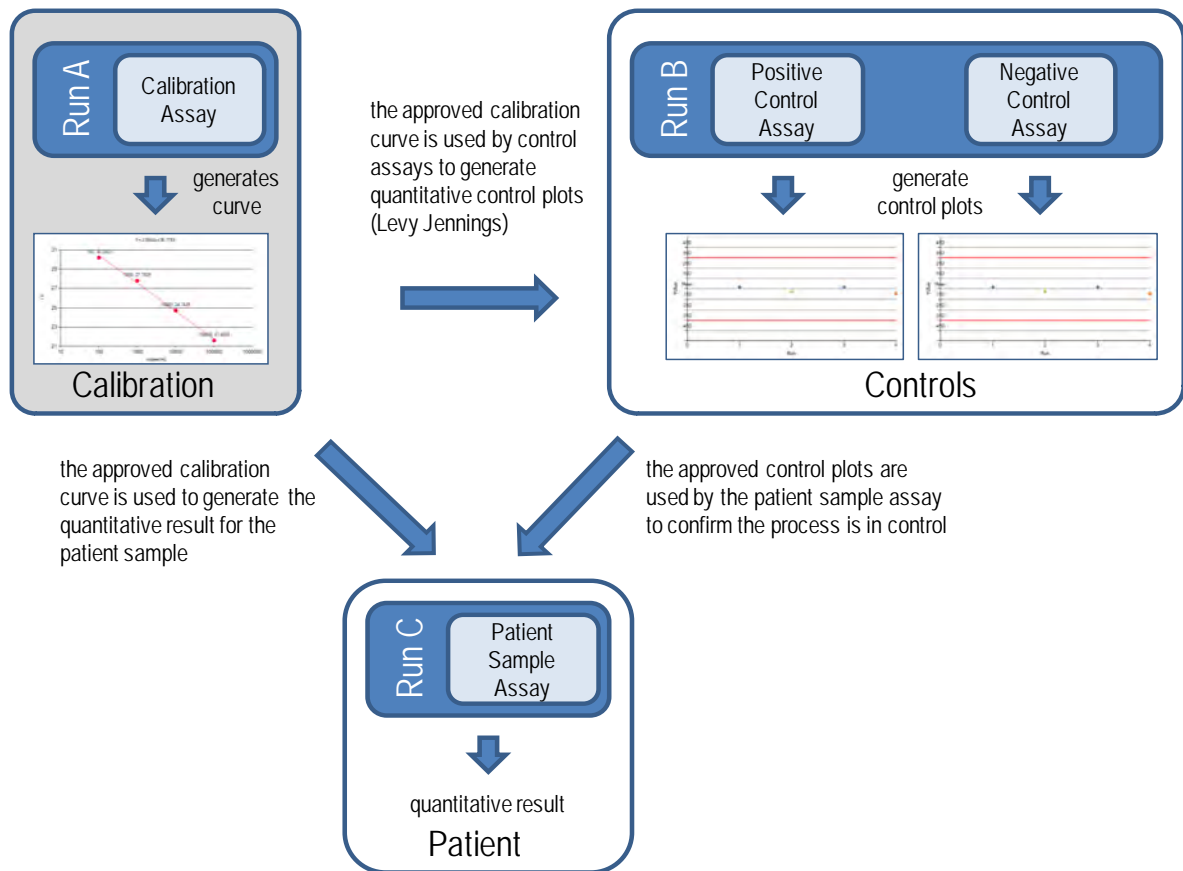 Run A
Calibration
Assay
generates
curve
Calibration
the approved calibration
curve is used by control
assays to generate
quantitative control plots
(Levy Jennings)
Run B
Positive
Control
Assay
Negative
Control
Assay
generate
control plots
Controls
the approved calibration
curve is used to generate the
quantitative result for the
patient sample
the approved control plots are
used by the patient sample assay
to confirm the process is in control
Run C
Patient
Sample
Assay
quantitative result
Patient